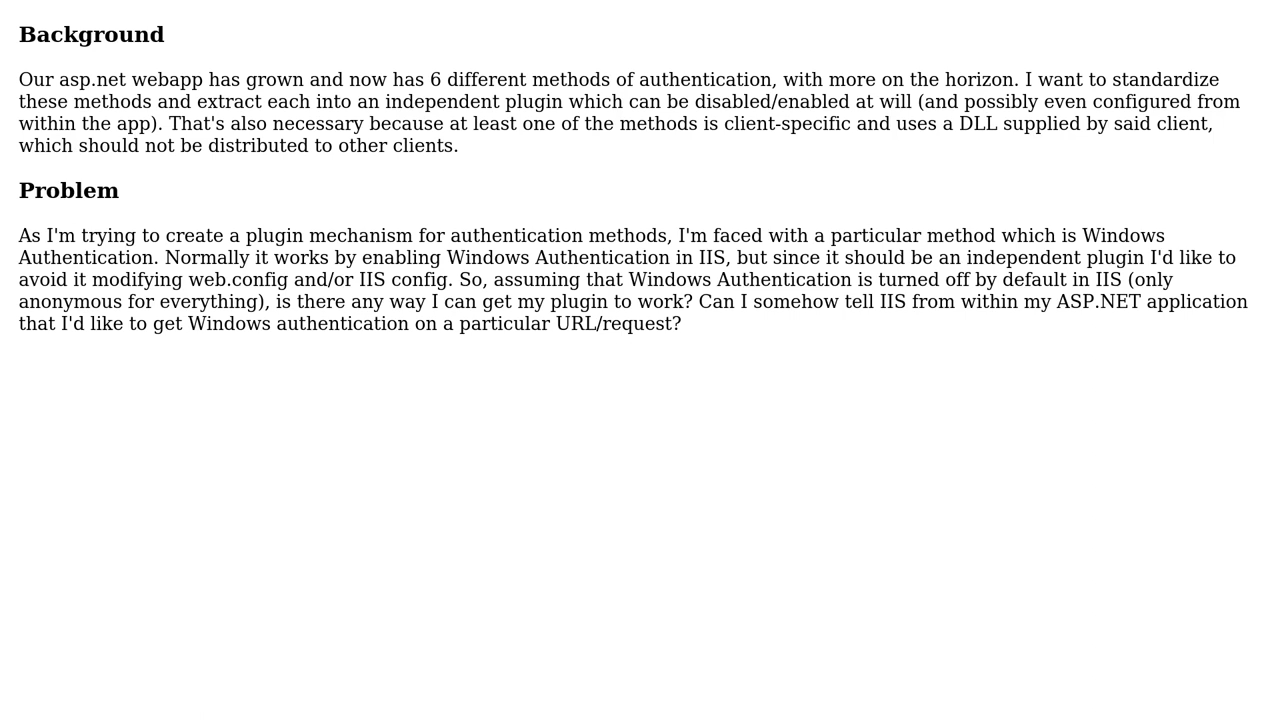 Background
Our asp.net webapp has grown and now has 6 different methods of authentication, with more on the horizon. I want to standardize
these methods and extract each into an independent plugin which can be disabled/enabled at will (and possibly even configured from
within the app). That's also necessary because at least one of the methods is client-specific and uses a DLL supplied by said client,
which should not be distributed to other clients.
Problem
As I'm trying to create a plugin mechanism for authentication methods, I'm faced with a particular method which is Windows
Authentication. Normally it works by enabling Windows Authentication in IIS, but since it should be an independent plugin I'd like to
avoid it modifying web.config and/or IIS config. So, assuming that Windows Authentication is turned off by default in IIS (only
anonymous for everything), is there any way I can get my plugin to work? Can I somehow tell IIS from within my ASP.NET application
that I'd like to get Windows authentication on a particular URL/request?